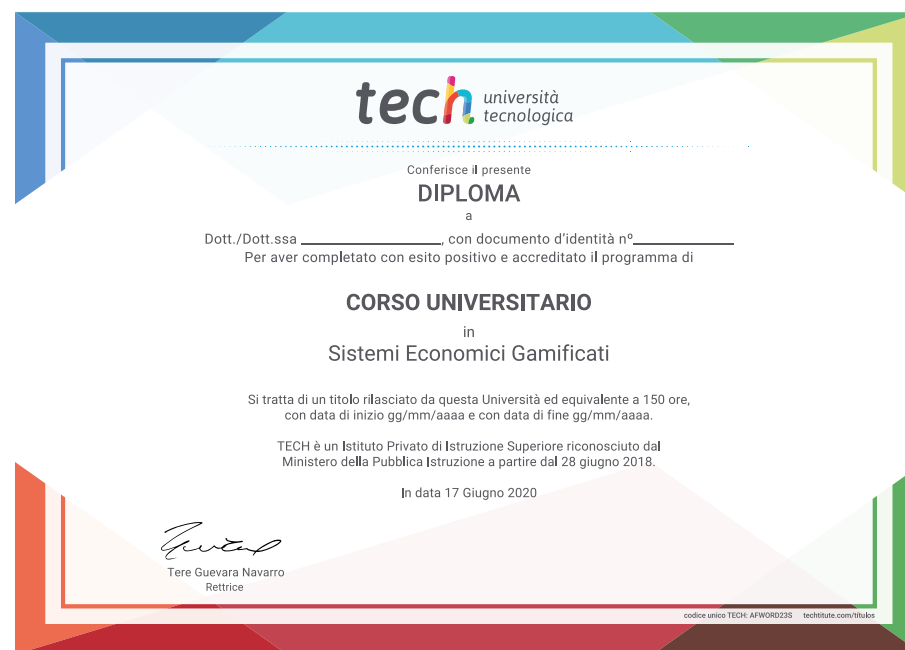 tech università
tecnologica
Conferisce il presente
DIPLOMA
a
Dott./Dott.ssa ____________________, con documento d'identità nº______________
Per aver completato con esito positivo e accreditato il programma di
CORSO UNIVERSITARIO
in
Sistemi Economici Gamificati
Si tratta di un titolo rilasciato da questa Università ed equivalente a 150 ore,
con data di inizio gg/mm/aaaa e con data di fine gg/mm/aaaa.
TECH è un Istituto Privato di Istruzione Superiore riconosciuto dal
Ministero della Pubblica Istruzione a partire dal 28 giugno 2018.
In data 17 Giugno 2020
Tere Guevara Navarro
Rettrice
codice unico TECH: AFWORD23S techtitute.com/titulos